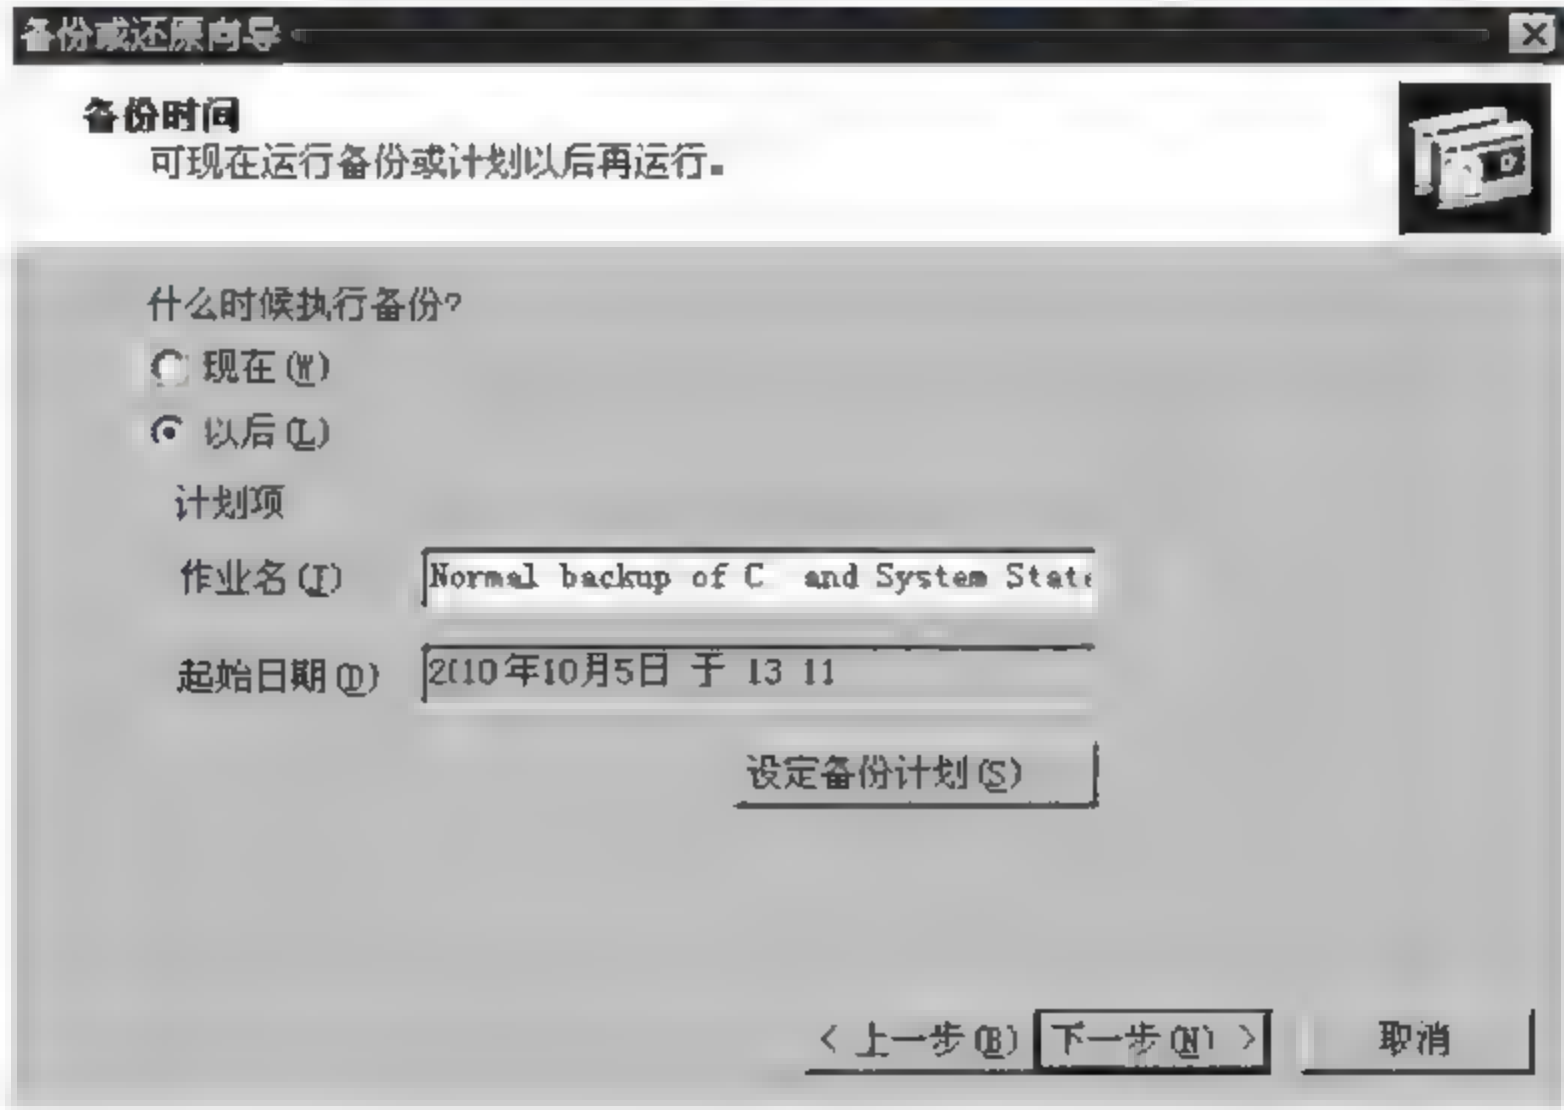 备份或还原向导
备份时间
可现在运行备份或计划以后再运行。
什么时候执行备份?
现在(W)
以后(L)
计划项
作业名(J)
Normal backup of C and System State
起始日期(D)
2010年10月5日 于 13 11
设定备份计划(S)
< 上一步(B)
下一步(N) >
取消